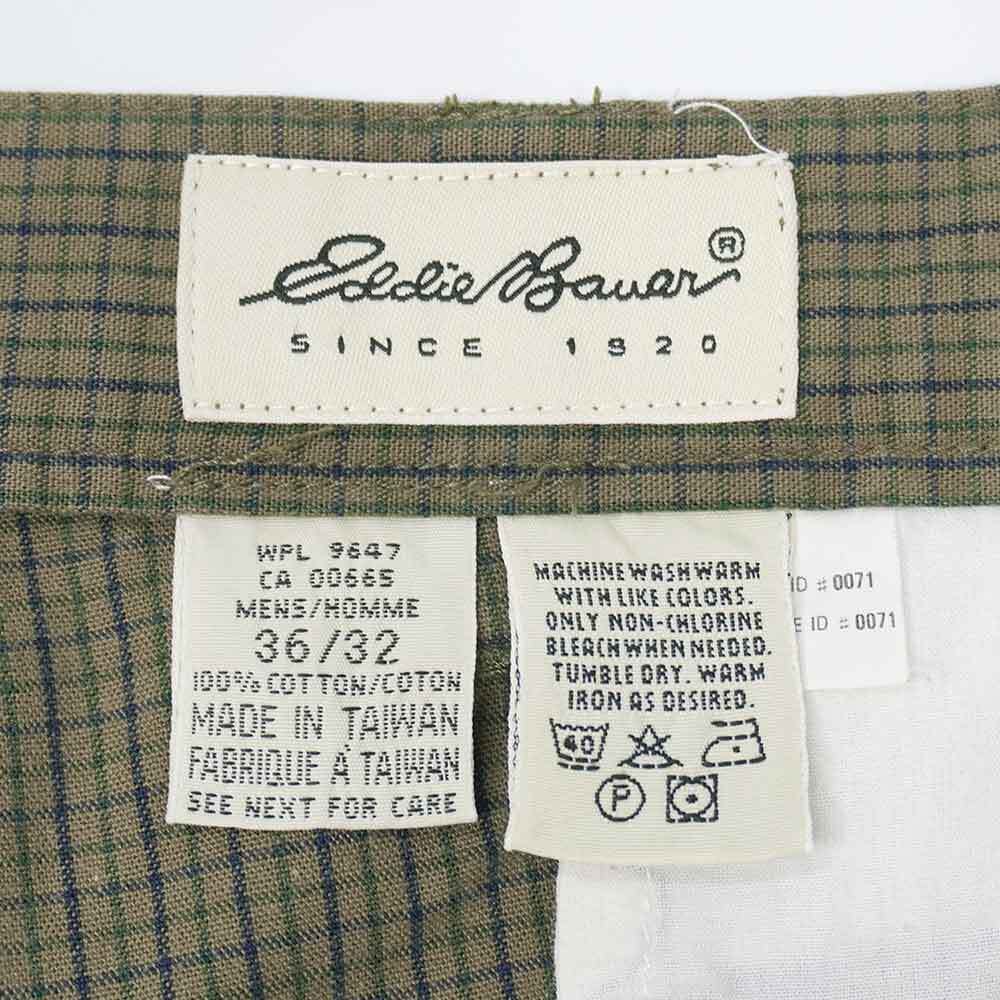 Eddie Bauer ®
SINCE 1920
WPL 9647
CA 00665
MENS/HOMME
36/32
100% COTTON/COTON
MADE IN TAIWAN
FABRIQUE À TAIWAN
SEE NEXT FOR CARE
MACHINE WASH WARM
WITH LIKE COLORS.
ONLY NON-CHLORINE
BLEACH WHEN NEEDED.
TUMBLE DRY. WARM
IRON AS DESIRED.
40
P
ID # 0071
E ID # 0071